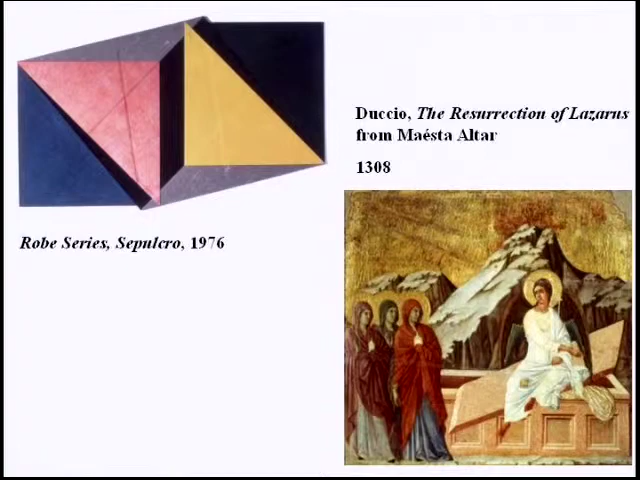 Duccio, The Resurrection of Lazarus
from Maésta Altar
1308
Robe Series, Sepulcro, 1976